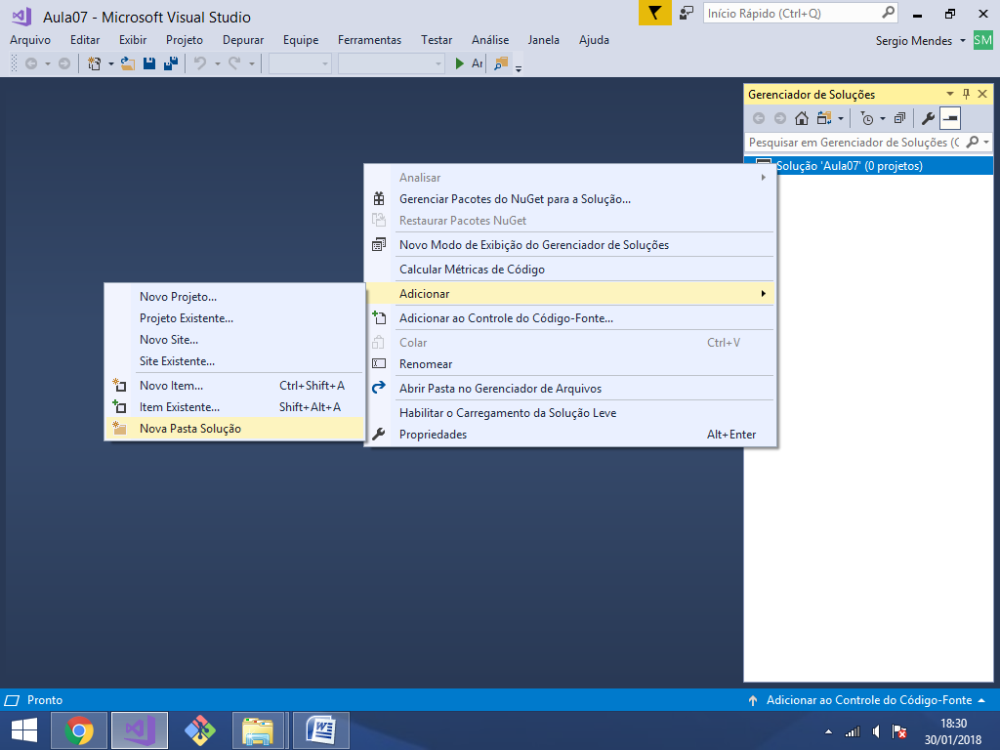 Aula07 - Microsoft Visual Studio
Início Rápido (Ctrl+Q)
Arquivo Editar Exibir Projeto Depurar Equipe Ferramentas Testar Análise Janela Ajuda
Sergio Mendes SM
Gerenciador de Soluções
Pesquisar em Gerenciador de Soluções (
Solução 'Aula07' (0 projetos)
Analisar
Gerenciar Pacotes do NuGet para a Solução...
Restaurar Pacotes NuGet
Novo Modo de Exibição do Gerenciador de Soluções
Calcular Métricas de Código
Adicionar
Adicionar ao Controle do Código-Fonte...
Colar Ctrl+V
Renomear
Abrir Pasta no Gerenciador de Arquivos
Habilitar o Carregamento da Solução Leve
Propriedades Alt+Enter
Novo Projeto...
Projeto Existente...
Novo Site...
Site Existente...
Novo Item... Ctrl+Shift+A
Item Existente... Shift+Alt+A
Nova Pasta Solução
Pronto
Adicionar ao Controle do Código-Fonte
18:30
30/01/2018